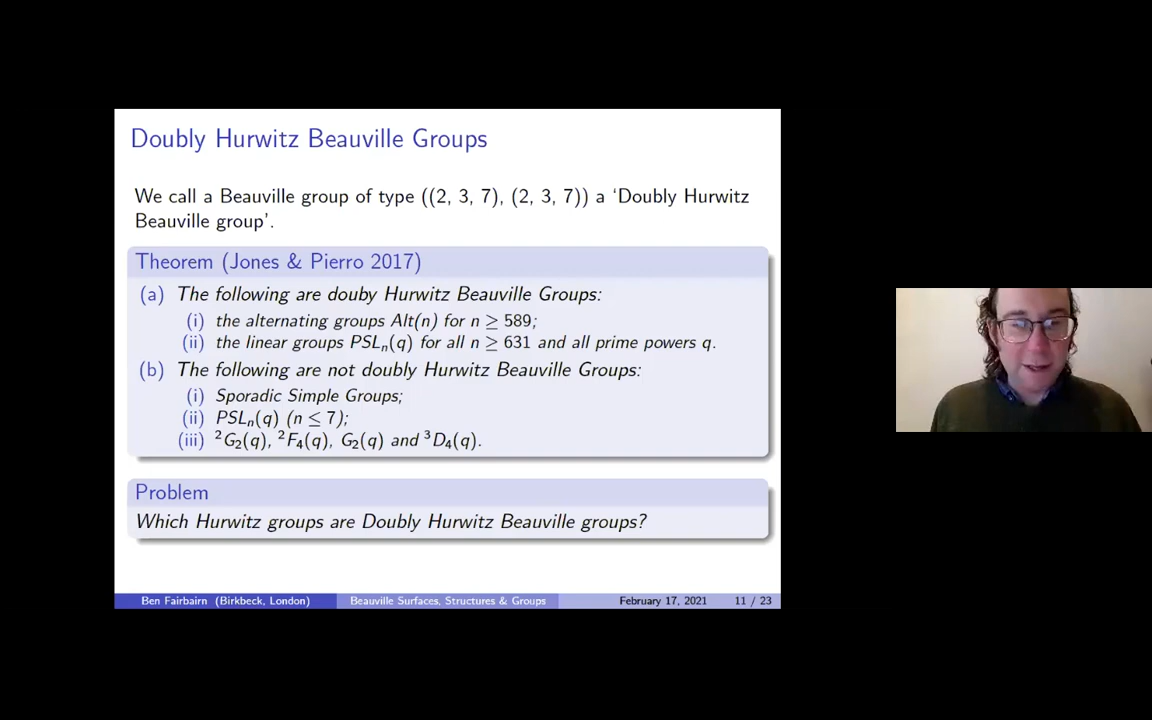 Doubly Hurwitz Beauville Groups
We call a Beauville group of type ((2, 3, 7), (2, 3, 7)) a ‘Doubly Hurwitz
Beauville group’.
Theorem (Jones & Pierro 2017)
(a) The following are douby Hurwitz Beauville Groups:
(i) the alternating groups Alt(n) for n ≥ 589;
(ii) the linear groups PSLₙ(q) for all n ≥ 631 and all prime powers q.
(b) The following are not doubly Hurwitz Beauville Groups:
(i) Sporadic Simple Groups;
(ii) PSLₙ(q) (n ≤ 7);
(iii) ²G₂(q), ²F₄(q), G₂(q) and ³D₄(q).
Problem
Which Hurwitz groups are Doubly Hurwitz Beauville groups?
Ben Fairbairn (Birkbeck, London) Beauville Surfaces, Structures & Groups February 17, 2021 11 / 23